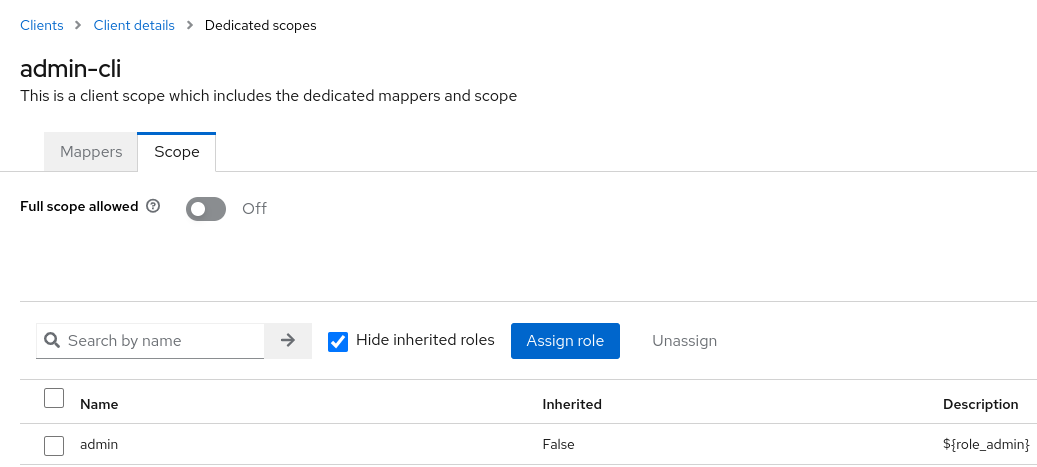 Clients > Client details > Dedicated scopes
admin-cli
This is a client scope which includes the dedicated mappers and scope
Mappers Scope
Full scope allowed Off
Search by name Hide inherited roles Assign role Unassign
Name Inherited Description
admin False ${role_admin}